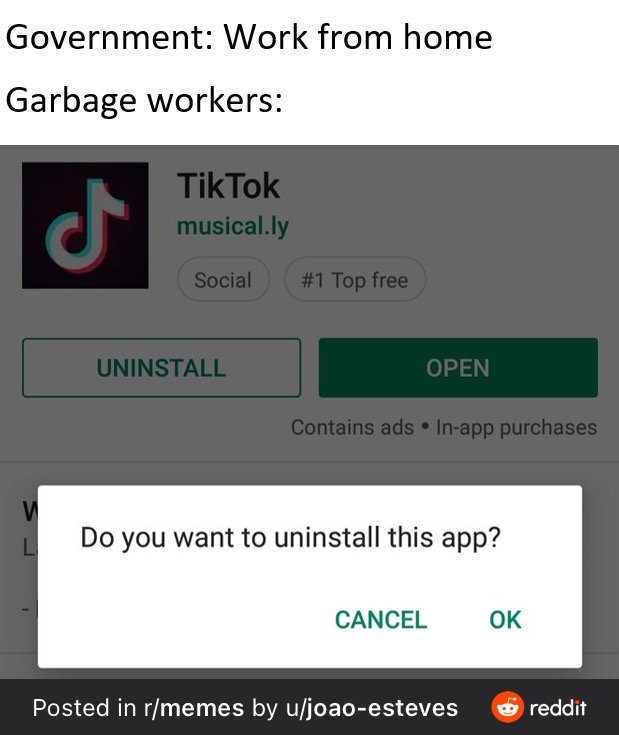 Government: Work from home
Garbage workers:
TikTok
musical.ly
Social #1 Top free
UNINSTALL OPEN
Contains ads • In-app purchases
Do you want to uninstall this app?
CANCEL OK
Posted in r/memes by u/joao-esteves reddit